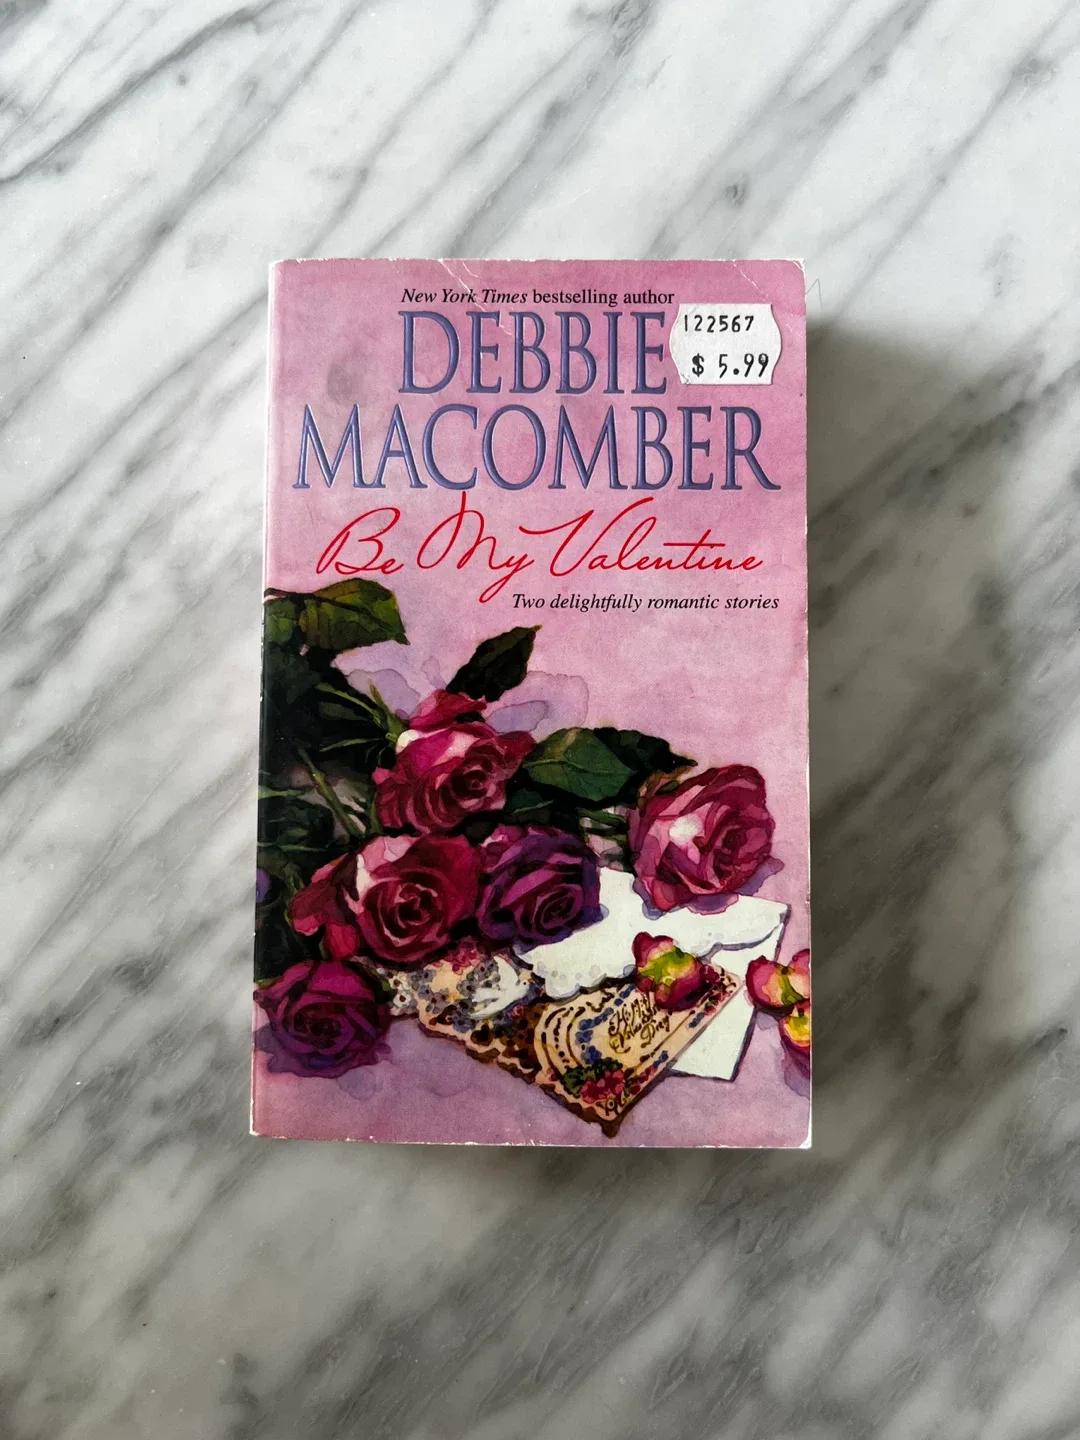 New York Times bestselling author
DEBBIE
122567
$ 5.99
MACOMBER
Be My Valentine
Two delightfully romantic stories